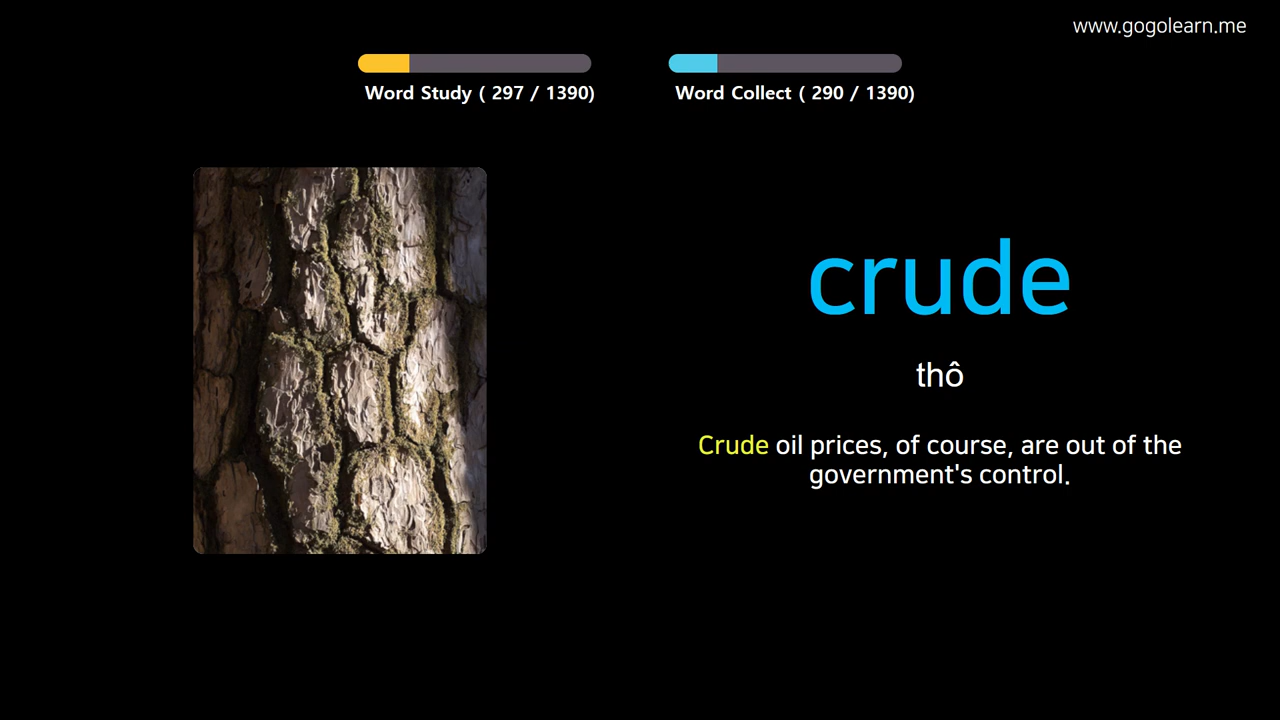 www.gogolearn.me
Word Study ( 297 / 1390)
Word Collect ( 290 / 1390)
crude
thô
Crude oil prices, of course, are out of the
government's control.